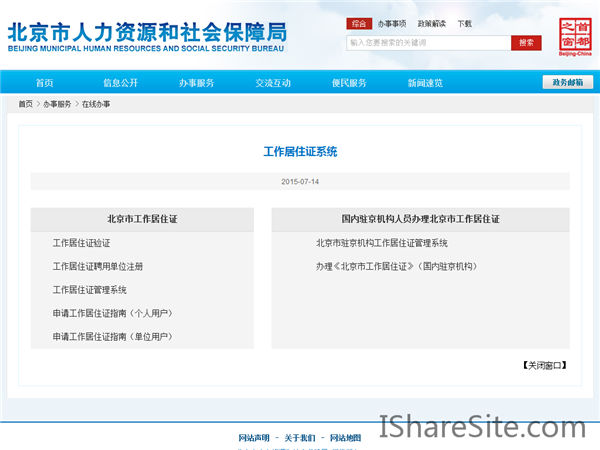 北京市人力资源和社会保障局
BEIJING MUNICIPAL HUMAN RESOURCES AND SOCIAL SECURITY BUREAU
综合 办事事项 政策解读 下载
输入您要搜索的关键词 搜索
首都之窗
Beijing-China
首页 信息公开 办事服务 交流互动 便民服务 新闻速览 政务邮箱
首页 > 办事服务 > 在线办事
工作居住证系统
2015-07-14
北京市工作居住证
工作居住证验证
工作居住证聘用单位注册
工作居住证管理系统
申请工作居住证指南（个人用户）
申请工作居住证指南（单位用户）
国内驻京机构人员办理北京市工作居住证
北京市驻京机构工作居住证管理系统
办理《北京市工作居住证》（国内驻京机构）
【关闭窗口】
网站声明 - 关于我们 - 网站地图
IShareSite.com